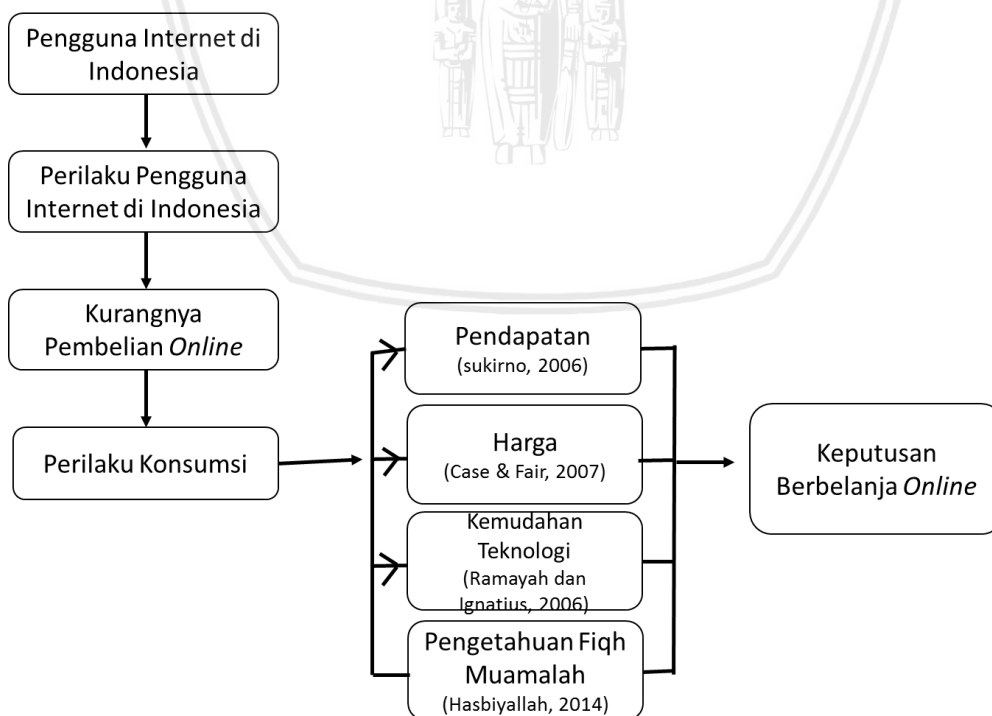 Pengguna Internet di
Indonesia
Perilaku Pengguna
Internet di Indonesia
Kurangnya
Pembelian Online
Perilaku Konsumsi
Pendapatan
(sukirno, 2006)
Harga
(Case & Fair, 2007)
Kemudahan
Teknologi
(Ramayah dan
Ignatius, 2006)
Pengetahuan Fiqh
Muamalah
(Hasbiyallah, 2014)
Keputusan
Berbelanja Online